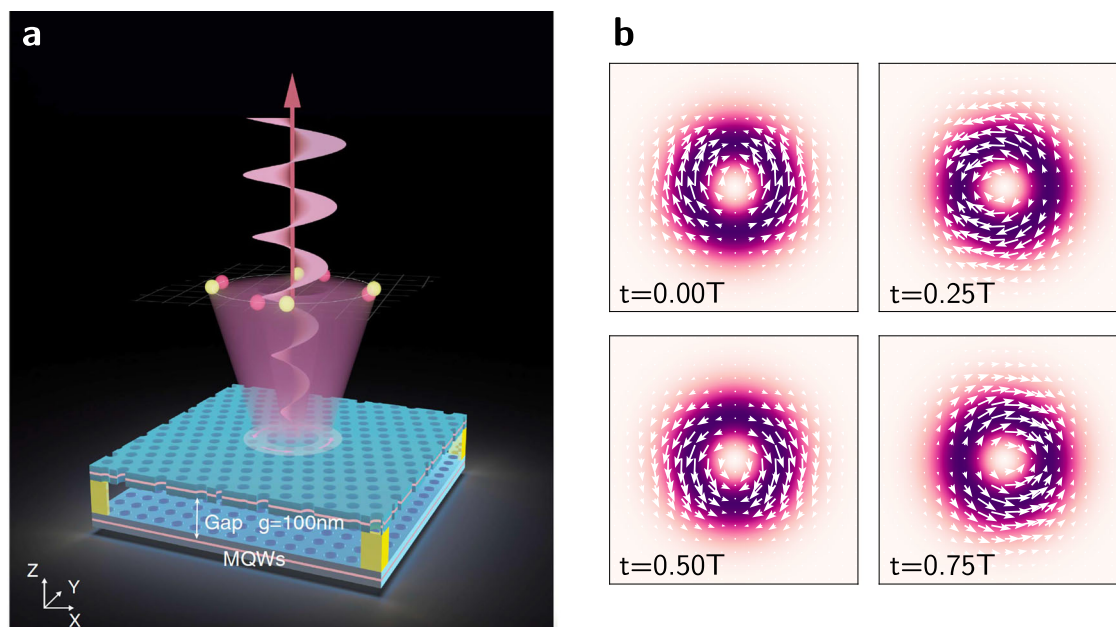 a
Gap g=100nm
MQWs
Z
Y
X
b
t=0.00T
t=0.25T
t=0.50T
t=0.75T